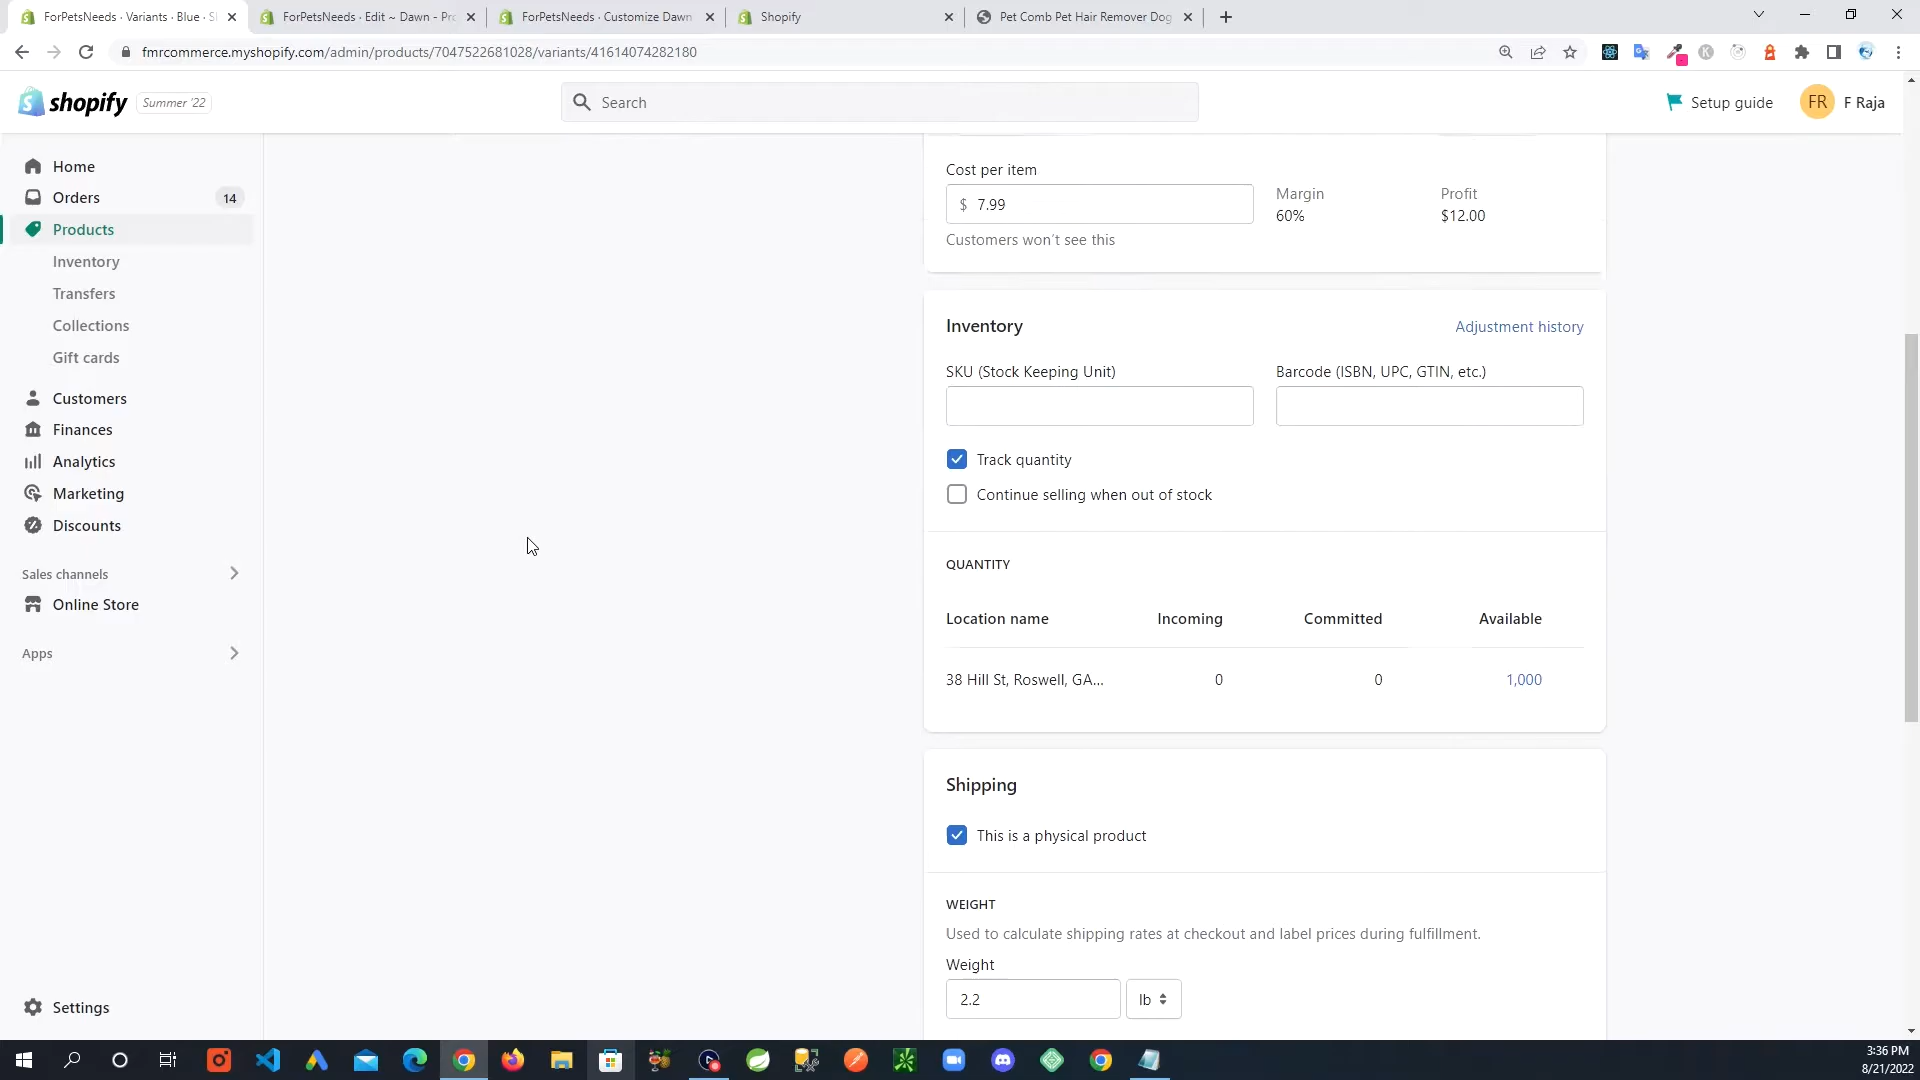 ForPetsNeeds · Variants · Blue · S
ForPetsNeeds · Edit ~ Dawn - Pro
ForPetsNeeds · Customize Dawn
Shopify
Pet Comb Pet Hair Remover Dog
fmrcommerce.myshopify.com/admin/products/7047522681028/variants/41614074282180
shopify
Summer '22
Search
Setup guide
FR
F Raja
Home
Orders
14
Products
Inventory
Transfers
Collections
Gift cards
Customers
Finances
Analytics
Marketing
Discounts
Sales channels
Online Store
Apps
Settings
Cost per item
$ 7.99
Customers won't see this
Margin
60%
Profit
$12.00
Inventory
Adjustment history
SKU (Stock Keeping Unit)
Barcode (ISBN, UPC, GTIN, etc.)
Track quantity
Continue selling when out of stock
QUANTITY
Location name Incoming Committed Available
38 Hill St, Roswell, GA... 0 0 1,000
Shipping
This is a physical product
WEIGHT
Used to calculate shipping rates at checkout and label prices during fulfillment.
Weight
2.2 lb
3:36 PM
8/21/2022